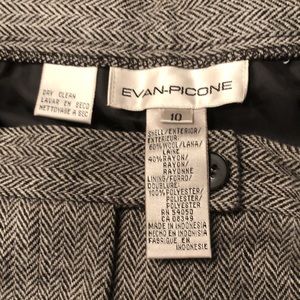 DRY CLEAN
LAVAR EN SECO
NETTOYAGE A SEC
EVAN-PICONE
10
SHELL/EXTERIOR/
EXTERIEUR:
60% WOOL/LANA/
LAINE
40% RAYON/
RAYON/
RAYONNE
LINING/FORRO/
DOUBLURE:
100% POLYESTER/
POLIESTER/
POLYESTER
RN 54050
CA 08349
MADE IN INDONESIA
HECHO EN INDONESIA
FABRIQUE EN
INDONESIE